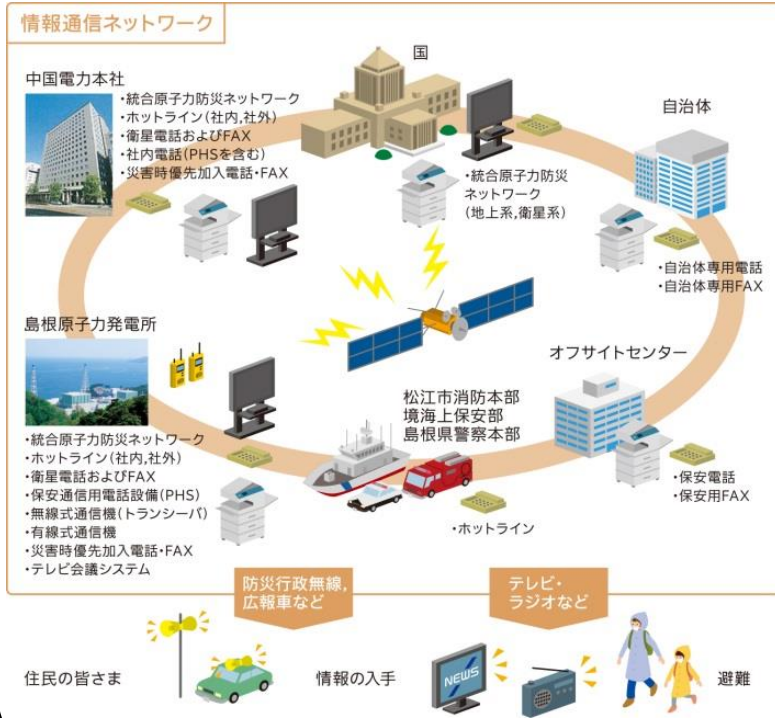 情報通信ネットワーク
国
中国電力本社
・統合原子力防災ネットワーク
・ホットライン(社内,社外)
・衛星電話およびFAX
・社内電話(PHSを含む)
・災害時優先加入電話・FAX
自治体
・統合原子力防災
ネットワーク
(地上系,衛星系)
・自治体専用電話
・自治体専用FAX
島根原子力発電所
オフサイトセンター
松江市消防本部
境海上保安部
島根県警察本部
・統合原子力防災ネットワーク
・ホットライン(社内,社外)
・衛星電話およびFAX
・保安通信用電話設備(PHS)
・無線式通信機(トランシーバ)
・有線式通信機
・災害時優先加入電話・FAX
・テレビ会議システム
・保安電話
・保安用FAX
・ホットライン
防災行政無線,
広報車など
テレビ・
ラジオなど
住民の皆さま
情報の入手
NEWS
避難